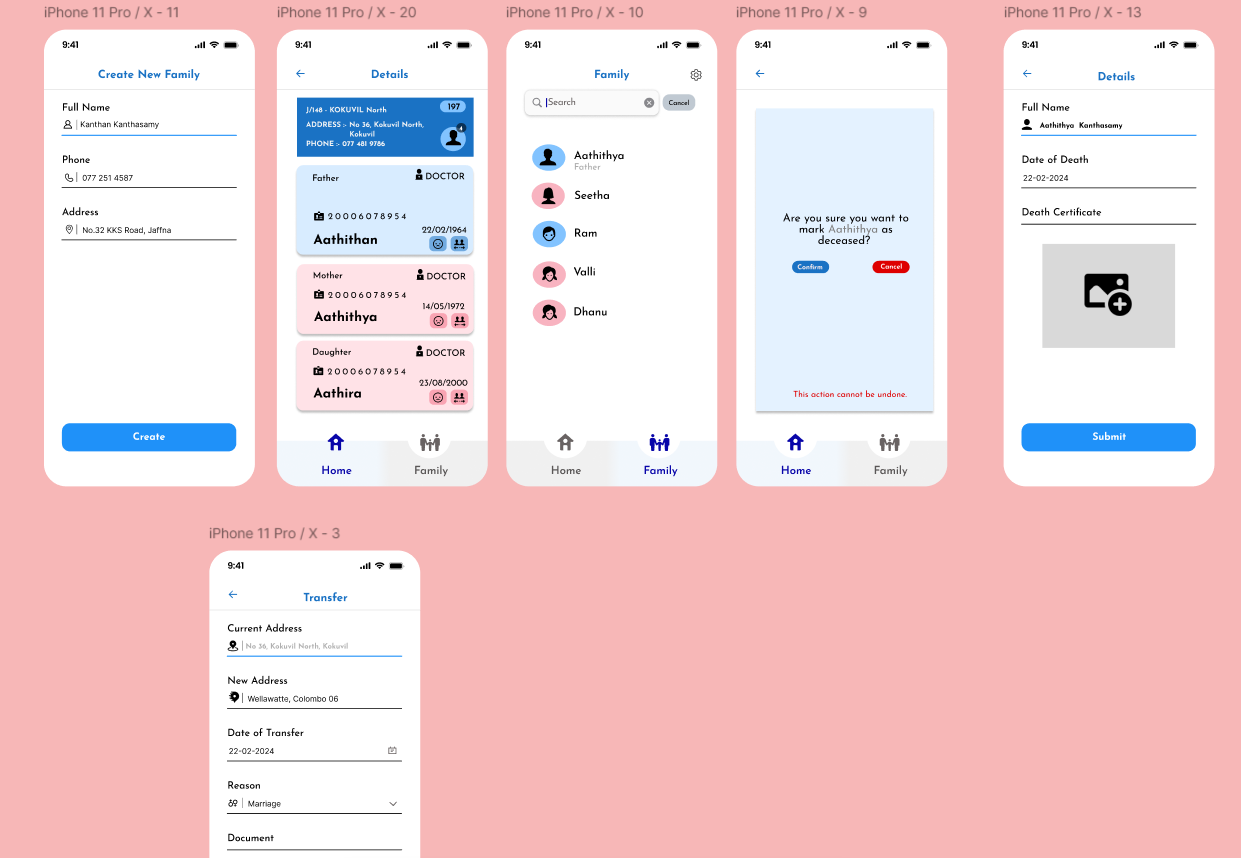 iPhone 11 Pro / X - 11
9:41
Create New Family
Full Name
Kanthan Kanthasamy
Phone
077 251 4587
Address
No.32 KKS Road, Jaffna
Create
iPhone 11 Pro / X - 20
9:41
Details
J/148 - KOKUVIL North
197
ADDRESS :- No 36, Kokuvil North,
Kokuvil
PHONE :- 077 481 9786
4
Father
DOCTOR
20006078954
22/02/1964
Aathithan
Mother
DOCTOR
20006078954
14/05/1972
Aathithya
Daughter
DOCTOR
20006078954
23/08/2000
Aathira
Home
Family
iPhone 11 Pro / X - 10
9:41
Family
Search
Cancel
Aathithya
Father
Seetha
Ram
Valli
Dhanu
Home
Family
iPhone 11 Pro / X - 9
9:41
Are you sure you want to
mark Aathithya as
deceased?
Confirm
Cancel
This action cannot be undone.
Home
Family
iPhone 11 Pro / X - 13
9:41
Details
Full Name
Aathithya Kanthasamy
Date of Death
22-02-2024
Death Certificate
Submit
iPhone 11 Pro / X - 3
9:41
Transfer
Current Address
No 36, Kokuvil North, Kokuvil
New Address
Wellawatte, Colombo 06
Date of Transfer
22-02-2024
Reason
Marriage
Document